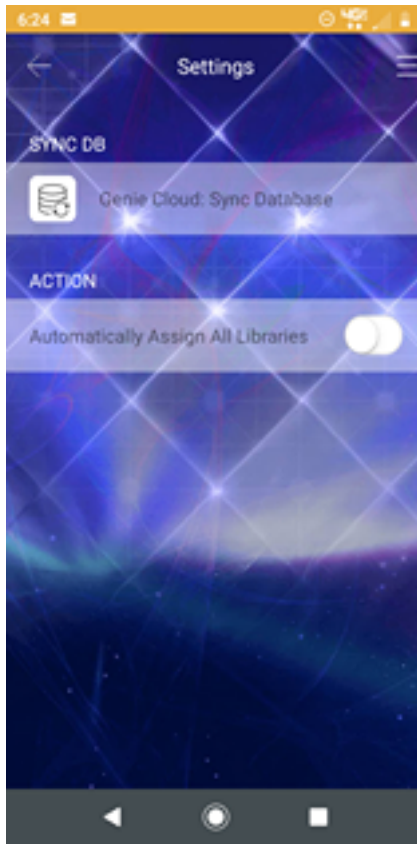 6:24
Settings
SYNC DB
Genie Cloud: Sync Database
ACTION
Automatically Assign All Libraries